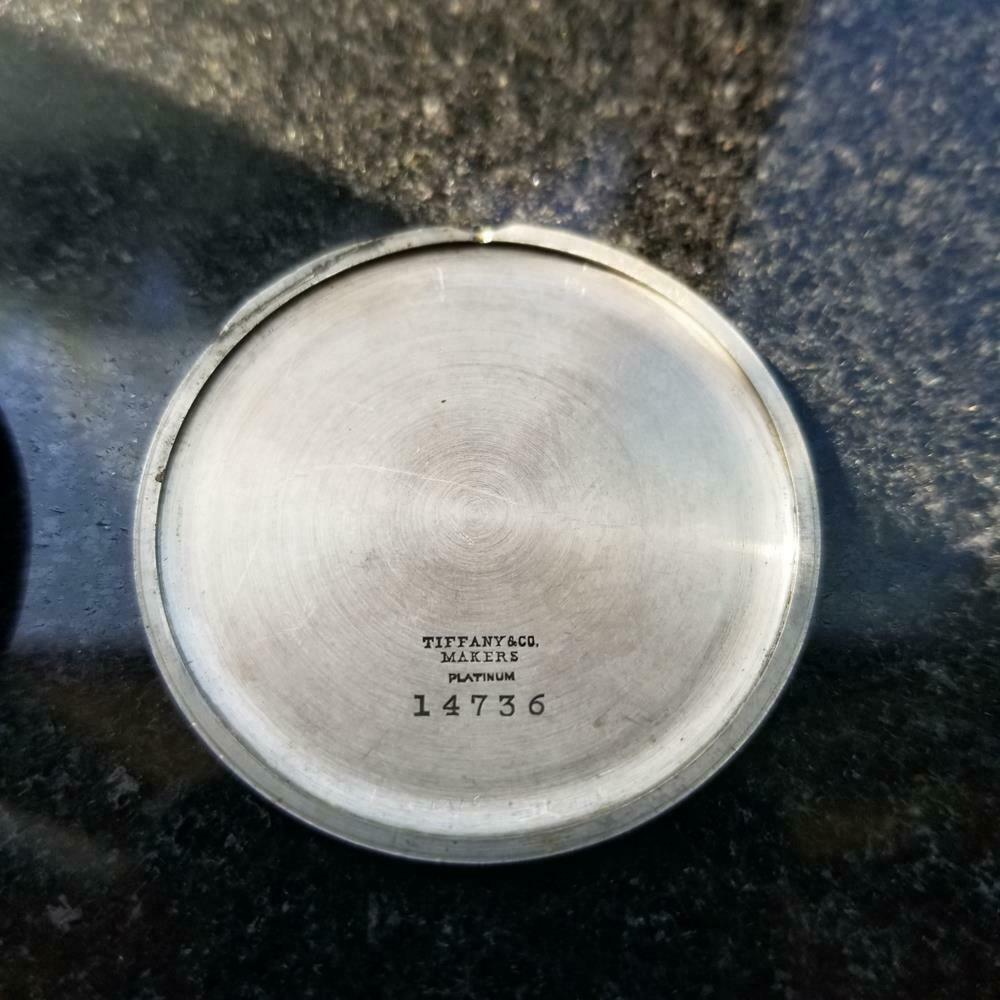 TIFFANY & CO.
MAKERS
PLATINUM
14736